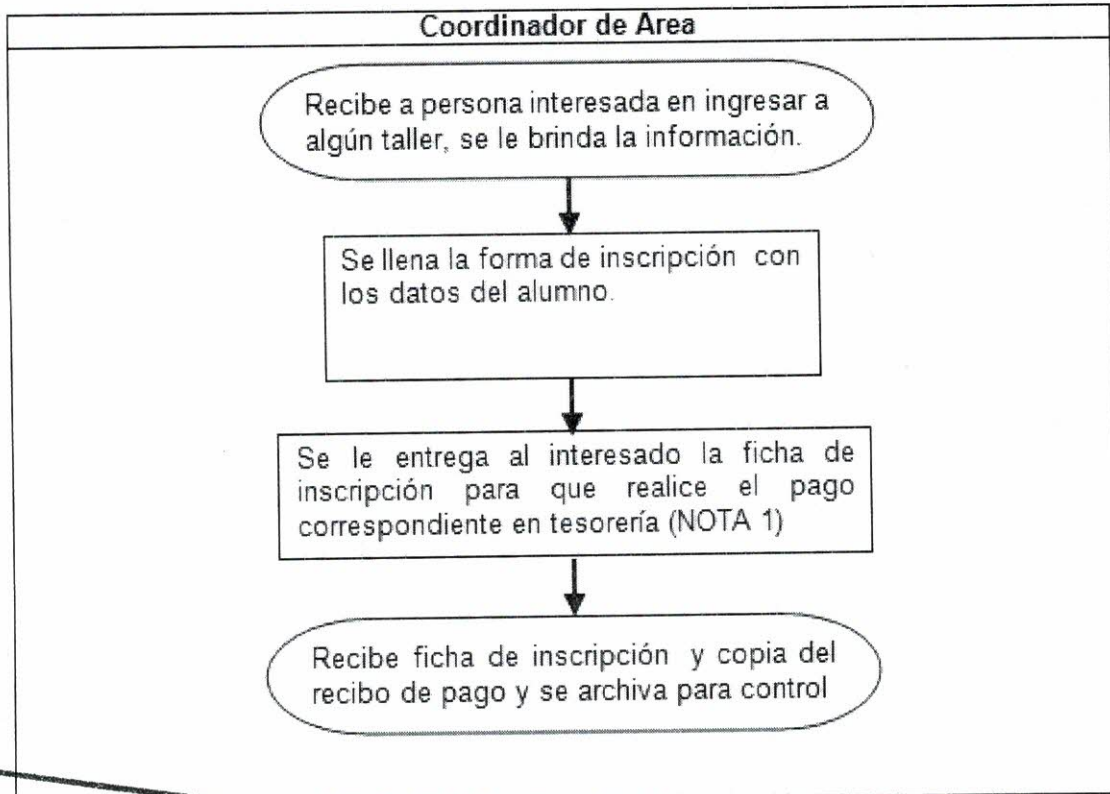 Coordinador de Area
Recibe a persona interesada en ingresar a
algún taller, se le brinda la información.
Se llena la forma de inscripción con
los datos del alumno.
Se le entrega al interesado la ficha de
inscripción para que realice el pago
correspondiente en tesorería (NOTA 1)
Recibe ficha de inscripción y copia del
recibo de pago y se archiva para control